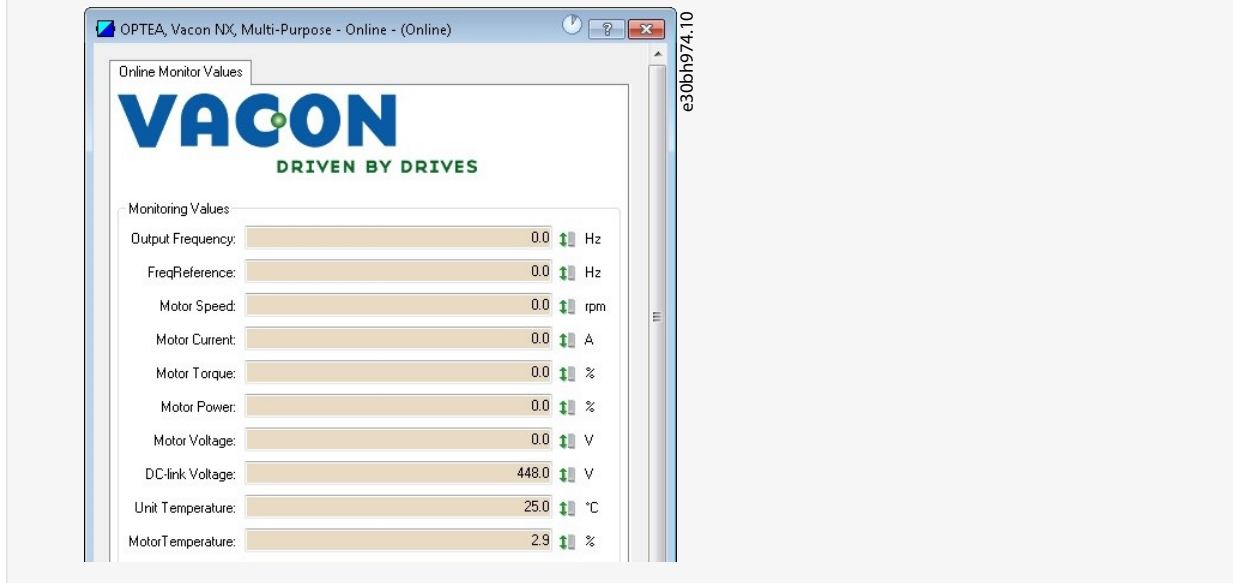 OPTEA, Vacon NX, Multi-Purpose - Online - (Online)
e30bh974.10
Online Monitor Values
VACON
DRIVEN BY DRIVES
Monitoring Values
Output Frequency: 0.0 Hz
FreqReference: 0.0 Hz
Motor Speed: 0.0 rpm
Motor Current: 0.0 A
Motor Torque: 0.0 %
Motor Power: 0.0 %
Motor Voltage: 0.0 V
DC-link Voltage: 448.0 V
Unit Temperature: 25.0 °C
MotorTemperature: 2.9 %